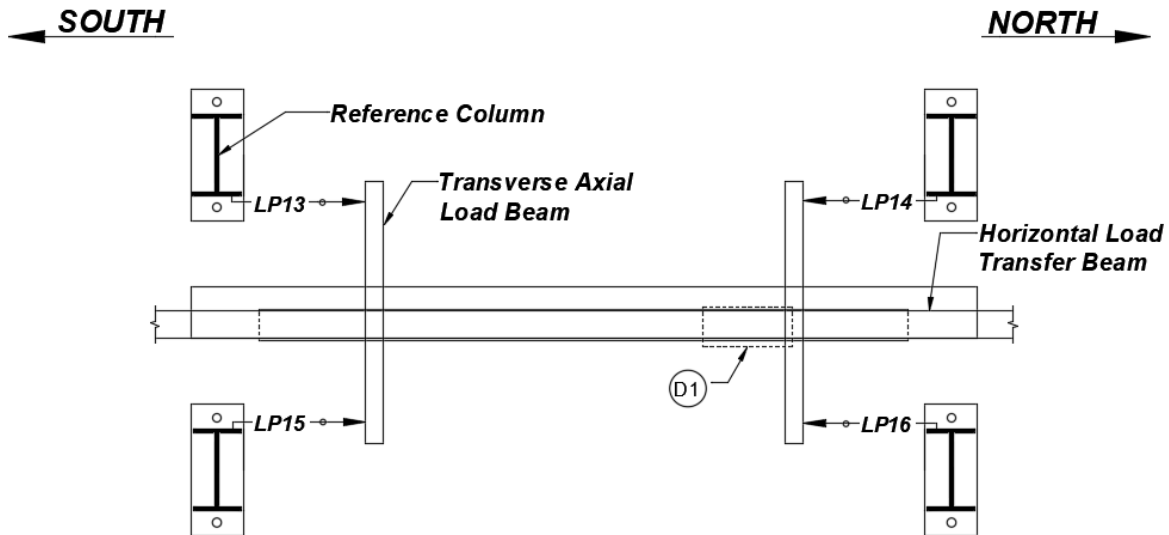 SOUTH
NORTH
Reference Column
Transverse Axial
Load Beam
LP13
LP14
Horizontal Load
Transfer Beam
D1
LP15
LP16